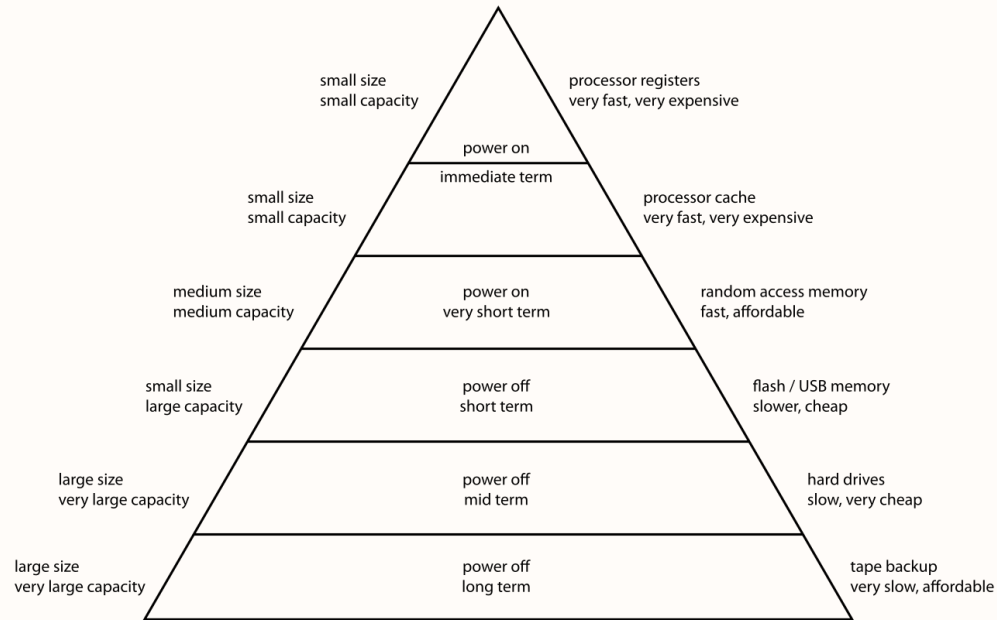 small size
small capacity
processor registers
very fast, very expensive
power on
immediate term
small size
small capacity
processor cache
very fast, very expensive
medium size
medium capacity
power on
very short term
random access memory
fast, affordable
small size
large capacity
power off
short term
flash / USB memory
slower, cheap
large size
very large capacity
power off
mid term
hard drives
slow, very cheap
large size
very large capacity
power off
long term
tape backup
very slow, affordable